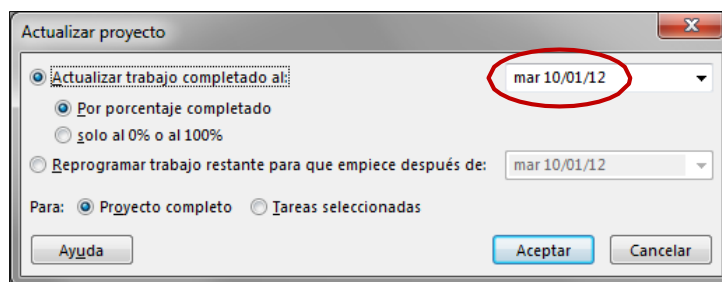 Actualizar proyecto
Actualizar trabajo completado al: mar 10/01/12
Por porcentaje completado
solo al 0% o al 100%
Reprogramar trabajo restante para que empiece después de: mar 10/01/12
Para: Proyecto completo Tareas seleccionadas
Ayuda Aceptar Cancelar